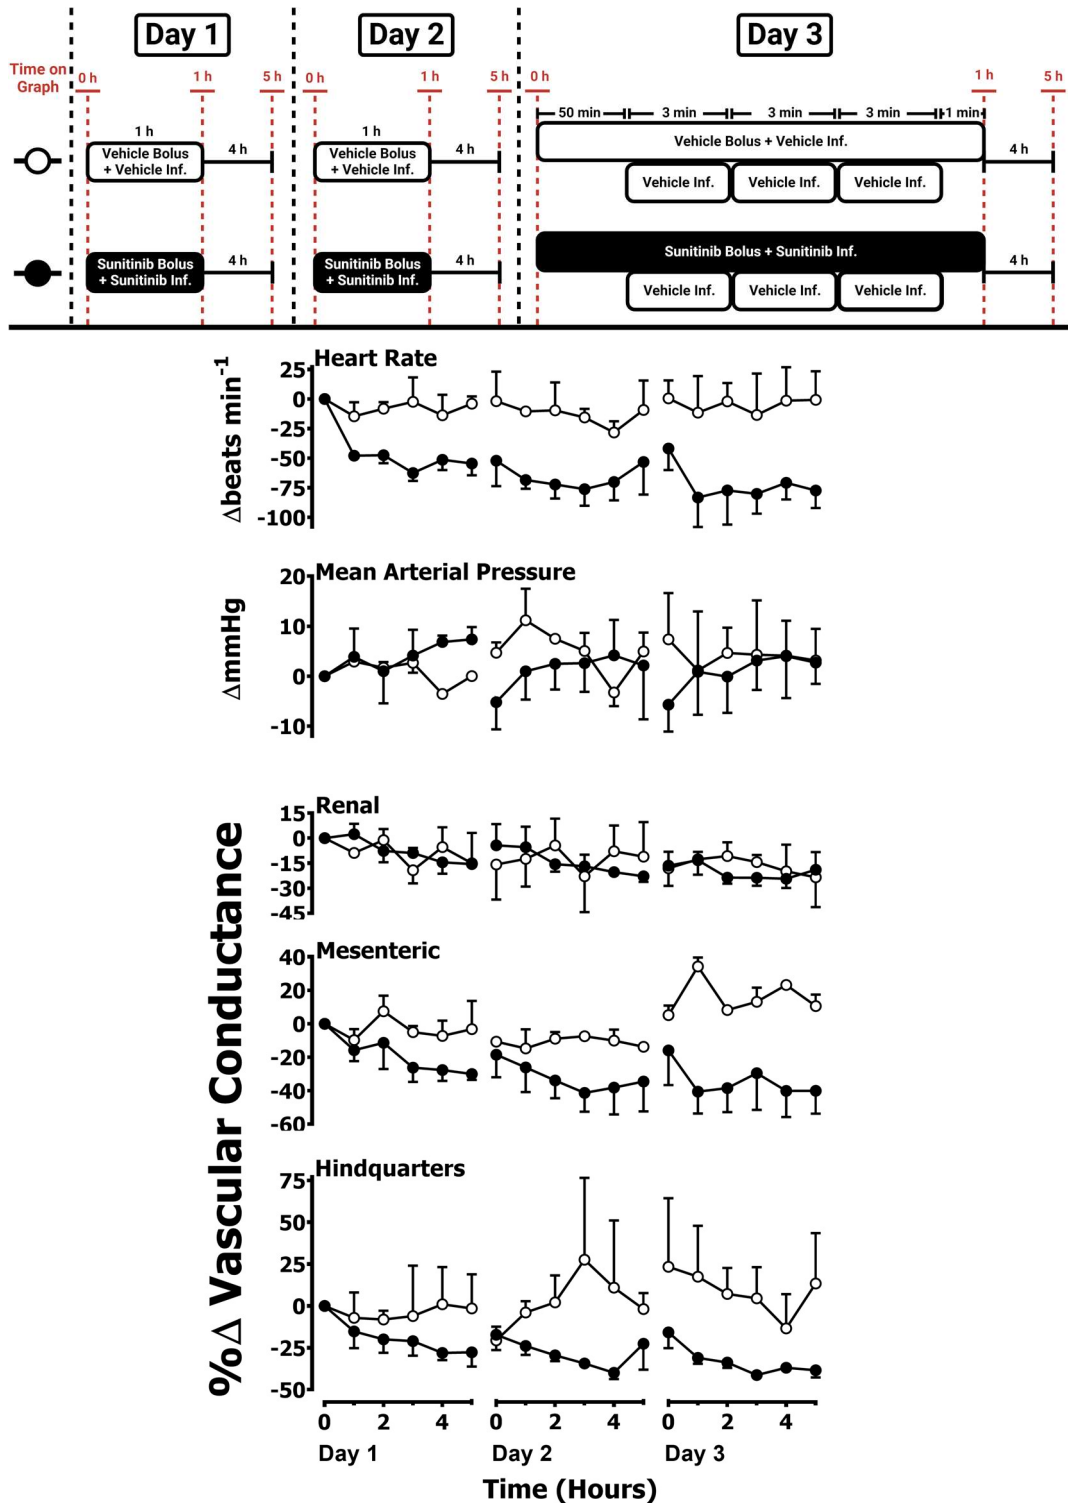 Day 1
Day 2
Day 3
Time on
Graph
0 h
1 h
5 h
0 h
1 h
5 h
0 h
1 h
5 h
50 min
3 min
3 min
3 min
1 min
1 h
Vehicle Bolus
+ Vehicle Inf.
4 h
1 h
Vehicle Bolus
+ Vehicle Inf.
4 h
Vehicle Bolus + Vehicle Inf.
4 h
Vehicle Inf.
Vehicle Inf.
Vehicle Inf.
Sunitinib Bolus
+ Sunitinib Inf.
4 h
Sunitinib Bolus
+ Sunitinib Inf.
4 h
Sunitinib Bolus + Sunitinib Inf.
4 h
Vehicle Inf.
Vehicle Inf.
Vehicle Inf.
Heart Rate
Δbeats min⁻¹
25
0
-25
-50
-75
-100
Mean Arterial Pressure
ΔmmHg
20
10
0
-10
%Δ Vascular Conductance
Renal
15
0
-15
-30
-45
Mesenteric
40
20
0
-20
-40
-60
Hindquarters
75
50
25
0
-25
-50
0 2 4 0 2 4 0 2 4
Day 1 Day 2 Day 3
Time (Hours)